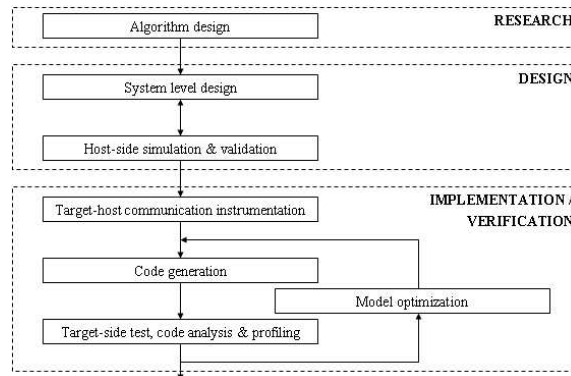 RESEARCH
Algorithm design
DESIGN
System level design
Host-side simulation & validation
IMPLEMENTATION /
VERIFICATION
Target-host communication instrumentation
Code generation
Model optimization
Target-side test, code analysis & profiling